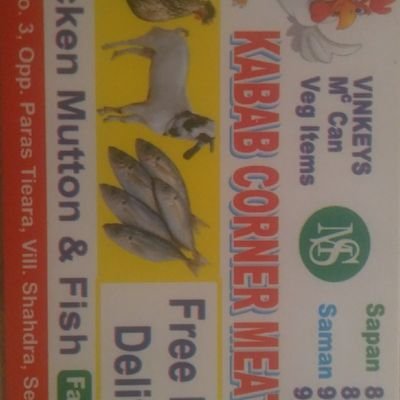 VINKEYS
Mc Can
Veg Items
Sapan 8
8
Saman 9
9
KABAB CORNER MEA
Free
Deli
cken Mutton & Fish Fa
o. 3. Opp. Paras Tieara, Vill. Shahdra, Se